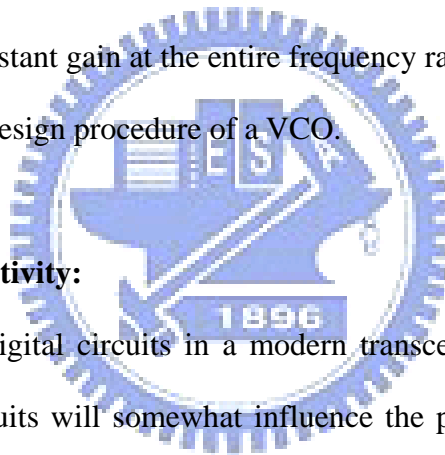 stant gain at the entire frequency ra
esign procedure of a VCO.
tivity:
ES
1896
igital circuits in a modern transce
uits will somewhat influence the p